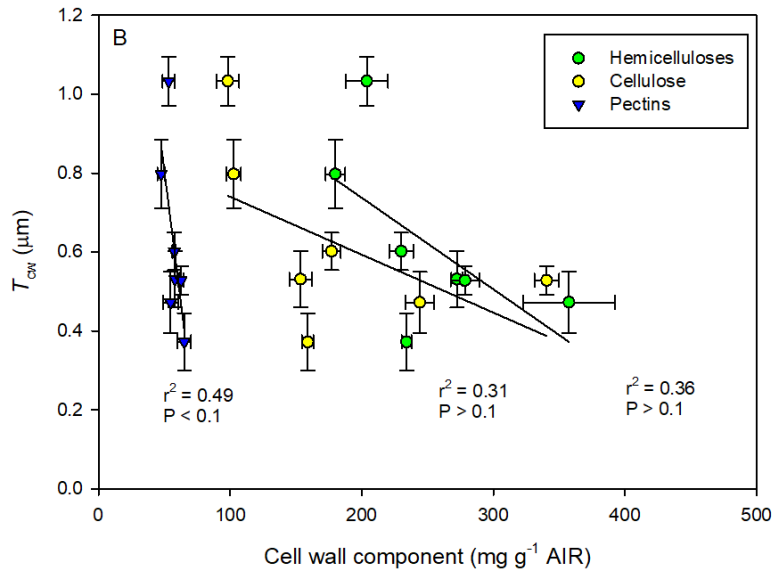 B
Hemicelluloses
Cellulose
Pectins
1.2
1.0
0.8
0.6
0.4
0.2
0.0
T_cw (μm)
r² = 0.49
P < 0.1
r² = 0.31
P > 0.1
r² = 0.36
P > 0.1
0 100 200 300 400 500
Cell wall component (mg g⁻¹ AIR)